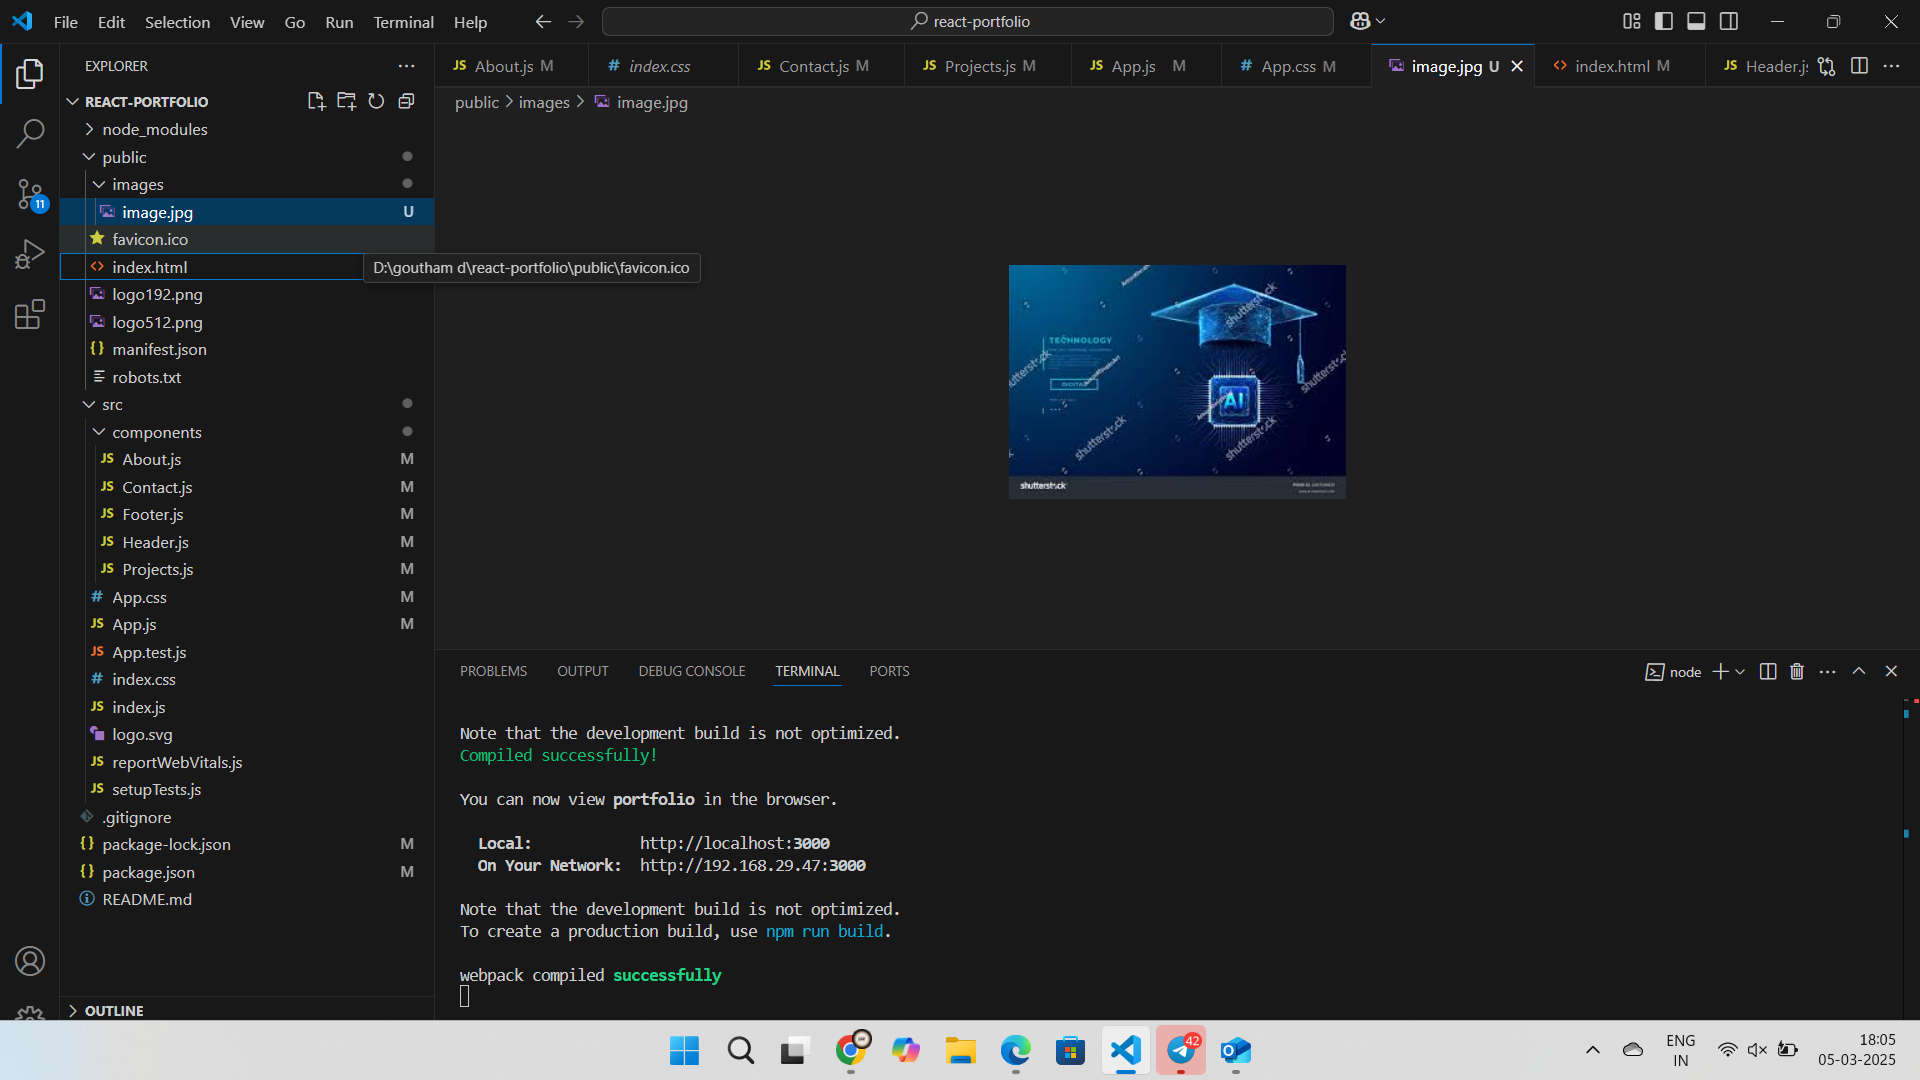 File Edit Selection View Go Run Terminal Help
react-portfolio
EXPLORER
REACT-PORTFOLIO
node_modules
public
images
image.jpg U
favicon.ico
index.html
logo192.png
logo512.png
manifest.json
robots.txt
src
components
About.js M
Contact.js M
Footer.js M
Header.js M
Projects.js M
App.css M
App.js M
App.test.js
index.css
index.js
logo.svg
reportWebVitals.js
setupTests.js
.gitignore
package-lock.json M
package.json M
README.md
OUTLINE
11
D:\goutham d\react-portfolio\public\favicon.ico
About.js M index.css Contact.js M Projects.js M App.js M App.css M image.jpg U index.html M Header.js
public > images > image.jpg
TECHNOLOGY
DIGITAL
AI
shutterstock
shutterstock
shutterstock
shutterstock
shutterstock
shutterstock
PROBLEMS OUTPUT DEBUG CONSOLE TERMINAL PORTS
node
Note that the development build is not optimized.
Compiled successfully!
You can now view portfolio in the browser.
Local: http://localhost:3000
On Your Network: http://192.168.29.47:3000
Note that the development build is not optimized.
To create a production build, use npm run build.
webpack compiled successfully
42
ENG
IN
18:05
05-03-2025